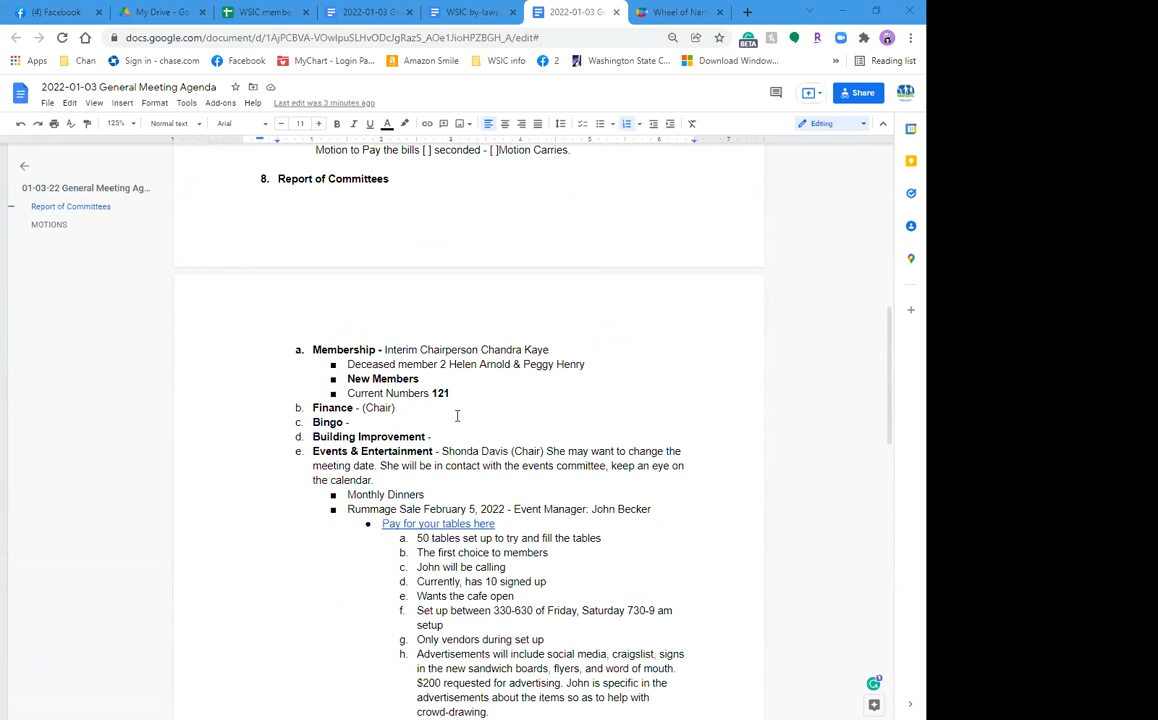 (4) Facebook
My Drive - Go
WSIC membe
2022-01-03 G
WSIC by-laws
2022-01-03 Ge
Wheel of Nam
docs.google.com/document/d/1AjPCBVA-VOwIpuSLHvODcJgRazS_AOe1JioHPZBGH_A/edit#
BETA
Apps
Chan
Sign in - chase.com
Facebook
MyChart - Login Pa...
Amazon Smile
WSIC info
2
Washington State C...
Download Window...
»
Reading list
2022-01-03 General Meeting Agenda
File Edit View Insert Format Tools Add-ons Help Last edit was 3 minutes ago
Share
125% Normal text Arial 11 Editing
1 1 2 3 4 5 6 7
01-03-22 General Meeting Ag...
Report of Committees
MOTIONS
Motion to Pay the bills [ ] seconded - [ ]Motion Carries.
8. Report of Committees
a. Membership - Interim Chairperson Chandra Kaye
■ Deceased member 2 Helen Arnold & Peggy Henry
■ New Members
■ Current Numbers 121
b. Finance - (Chair)
c. Bingo -
d. Building Improvement -
e. Events & Entertainment - Shonda Davis (Chair) She may want to change the
meeting date. She will be in contact with the events committee, keep an eye on
the calendar.
■ Monthly Dinners
■ Rummage Sale February 5, 2022 - Event Manager: John Becker
● Pay for your tables here
a. 50 tables set up to try and fill the tables
b. The first choice to members
c. John will be calling
d. Currently, has 10 signed up
e. Wants the cafe open
f. Set up between 330-630 of Friday, Saturday 730-9 am
setup
g. Only vendors during set up
h. Advertisements will include social media, craigslist, signs
in the new sandwich boards, flyers, and word of mouth.
$200 requested for advertising. John is specific in the
advertisements about the items so as to help with
crowd-drawing.